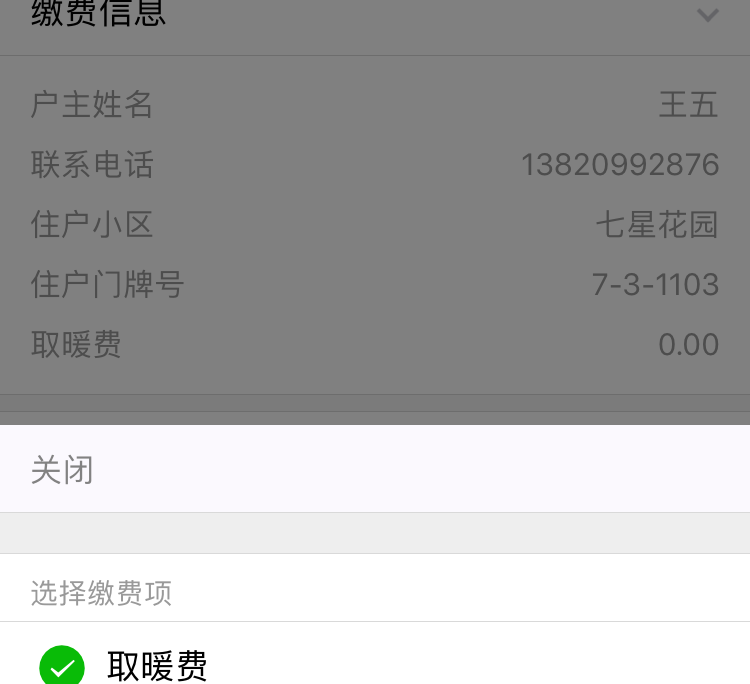 缴费信息
户主姓名 王五
联系电话 13820992876
住户小区 七星花园
住户门牌号 7-3-1103
取暖费 0.00
关闭
选择缴费项
取暖费